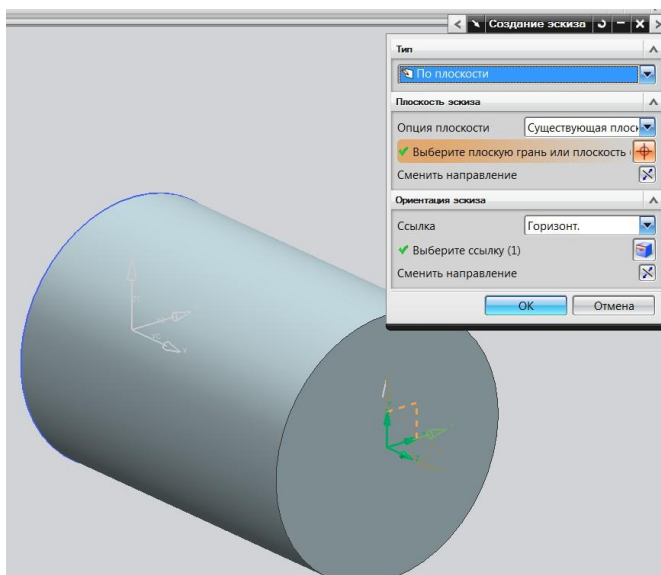 Создание эскиза
Тип
По плоскости
Плоскость эскиза
Опция плоскости Существующая плоск
Выберите плоскую грань или плоскость
Сменить направление
Ориентация эскиза
Ссылка Горизонт.
Выберите ссылку (1)
Сменить направление
OK Отмена